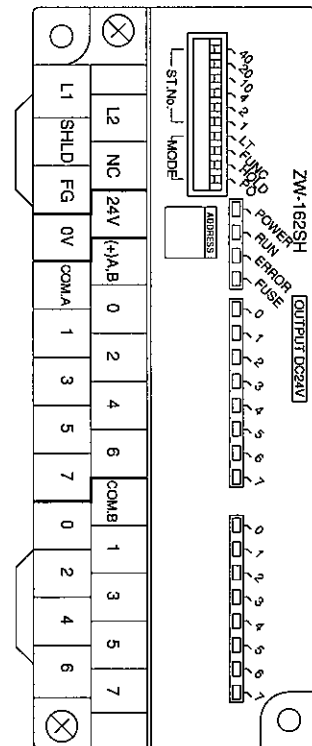 ZW-162SH
OUTPUT DC24V
40 20 10 4 2 1 LT FUNC HOLD PO
POWER RUN ERROR FUSE
0 1 2 3 4 5 6 7
0 1 2 3 4 5 6 7
ST.No. MODE
ADDRESS
L2 NC 24V (+)A,B 0 2 4 6 COM.B 1 3 5 7
L1 SHLD FG 0V COM.A 1 3 5 7 0 2 4 6